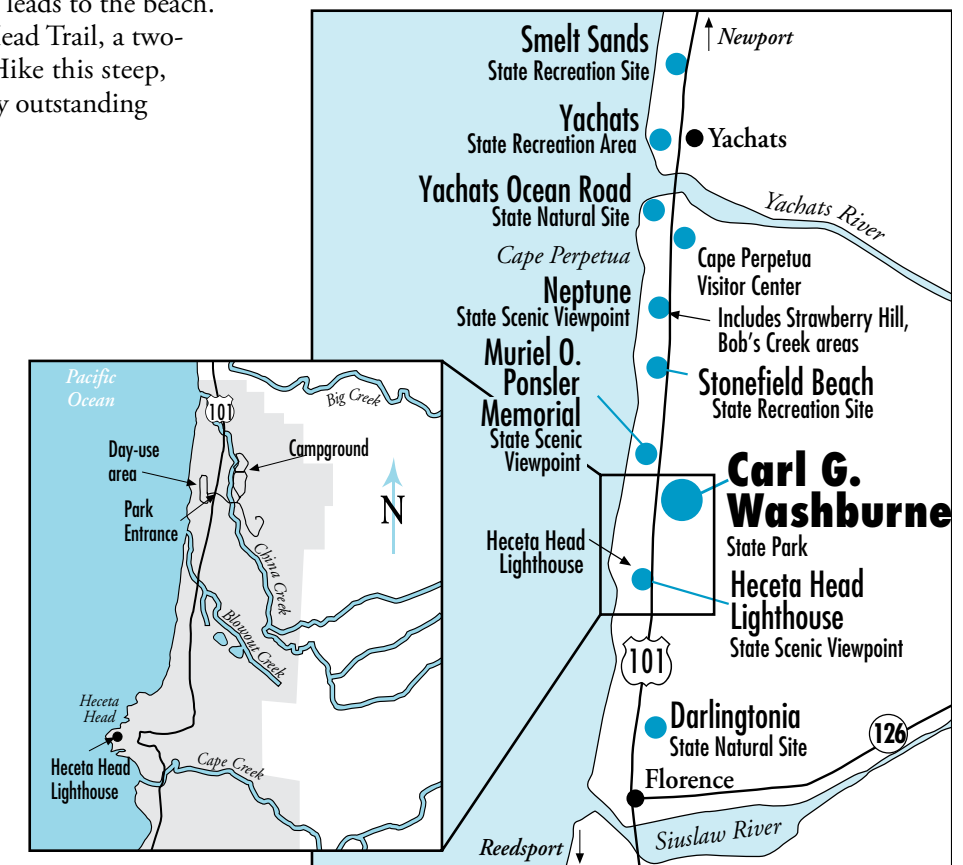 leads to the beach.
ead Trail, a two-
Hike this steep,
y outstanding
Newport
Smelt Sands
State Recreation Site
Yachats
State Recreation Area
Yachats
Yachats Ocean Road
State Natural Site
Yachats River
Cape Perpetua
Cape Perpetua
Visitor Center
Neptune
State Scenic Viewpoint
Includes Strawberry Hill,
Bob's Creek areas
Muriel O.
Ponsler
Memorial
State Scenic
Viewpoint
Stonefield Beach
State Recreation Site
Carl G.
Washburne
State Park
Heceta Head
Lighthouse
Heceta Head
Lighthouse
State Scenic Viewpoint
101
Darlingtonia
State Natural Site
126
Florence
Siuslaw River
Reedsport
Pacific
Ocean
101
Big Creek
Day-use
area
Campground
Park
Entrance
N
China Creek
Blowout Creek
Heceta
Head
Heceta Head
Lighthouse
Cape Creek